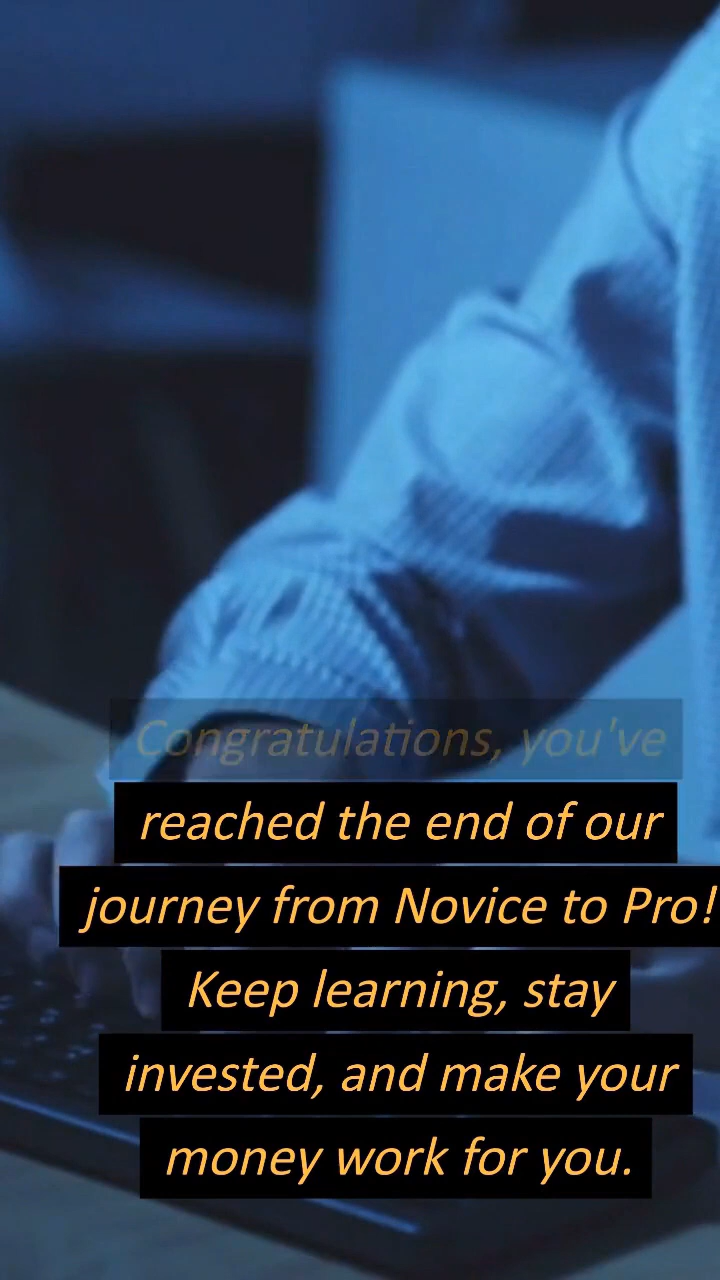 Congratulations, you've
reached the end of our
journey from Novice to Pro!
Keep learning, stay
invested, and make your
money work for you.